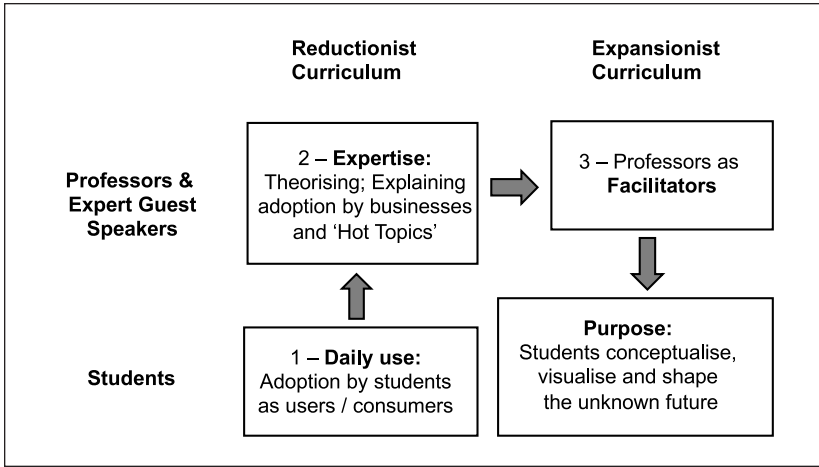 Reductionist
Curriculum
Expansionist
Curriculum
Professors &
Expert Guest
Speakers
2 – Expertise:
Theorising; Explaining
adoption by businesses
and ‘Hot Topics’
3 – Professors as
Facilitators
Students
1 – Daily use:
Adoption by students
as users / consumers
Purpose:
Students conceptualise,
visualise and shape
the unknown future